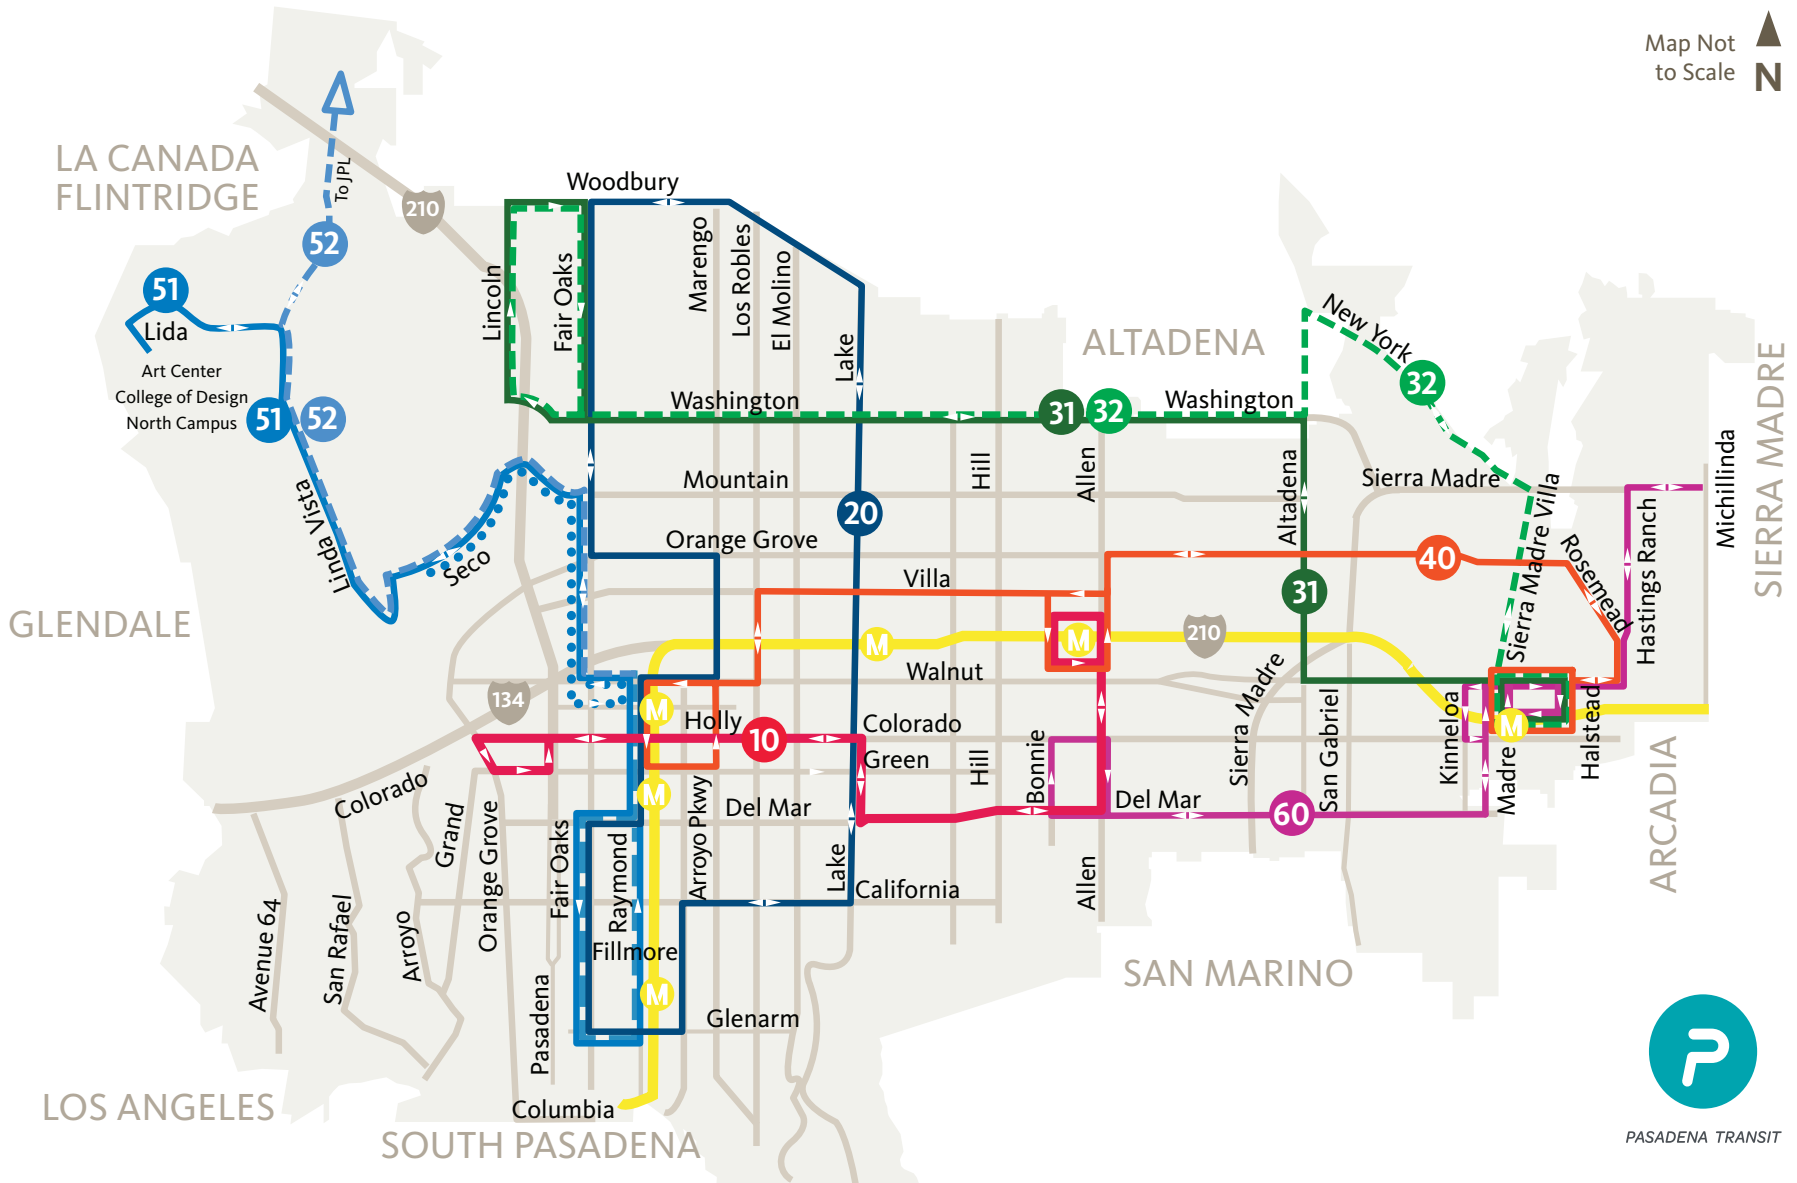 Map Not
to Scale
N
LA CANADA
FLINTRIDGE
To JPL
210
52
Woodbury
51
Lida
Art Center
College of Design
North Campus
51
52
Lincoln
Fair Oaks
Marengo
Los Robles
El Molino
Lake
ALTADENA
New York
32
SIERRA MADRE
Washington
31
32
Washington
Mountain
Hill
Allen
Altadena
Sierra Madre
Sierra Madre Villa
Michillinda
Linda Vista
Seco
20
Orange Grove
40
Rosemead
Hastings Ranch
Villa
31
GLENDALE
M
M
210
Walnut
134
M
Holly
10
Colorado
Green
Hill
Bonnie
Sierra Madre
San Gabriel
Kinneloa
Madre
M
Halstead
Colorado
M
Arroyo Pkwy
Del Mar
Del Mar
60
ARCADIA
Grand
Orange Grove
Fair Oaks
Raymond
Lake
California
Allen
Avenue 64
San Rafael
Arroyo
Fillmore
M
Pasadena
Glenarm
SAN MARINO
LOS ANGELES
Columbia
SOUTH PASADENA
P
PASADENA TRANSIT